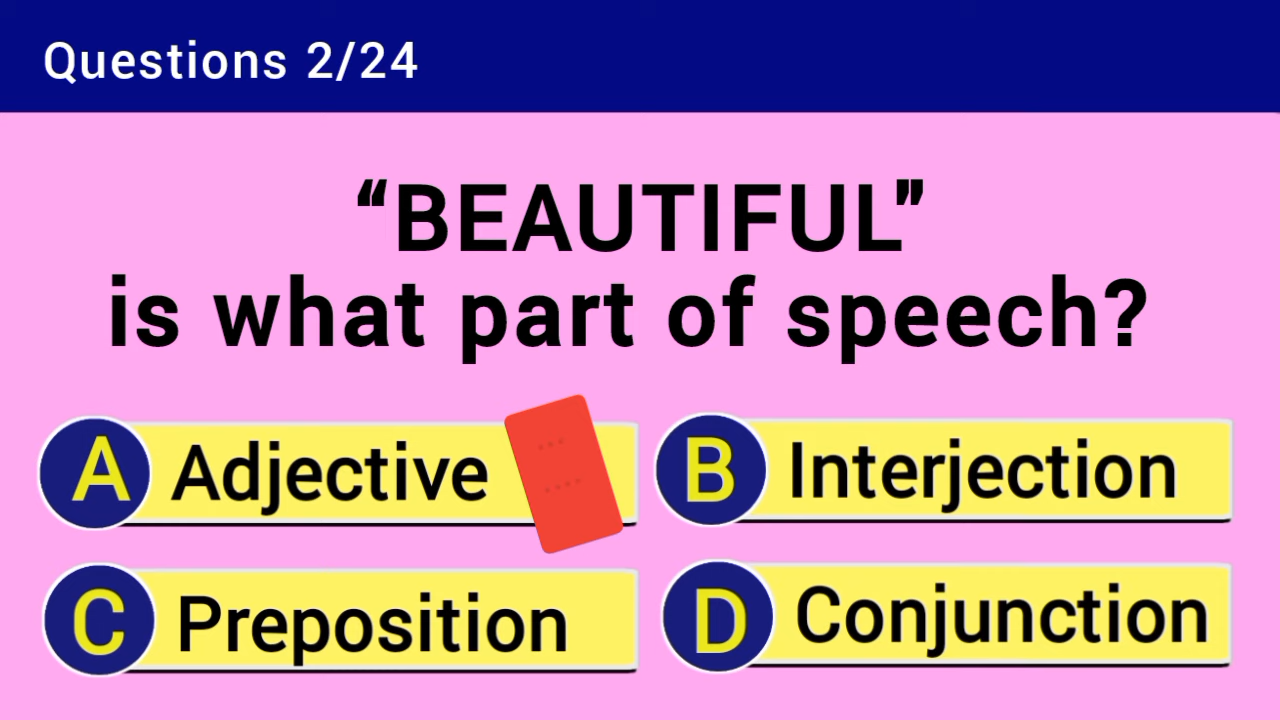 Questions 2/24
“BEAUTIFUL”
is what part of speech?
A Adjective
B Interjection
C Preposition
D Conjunction